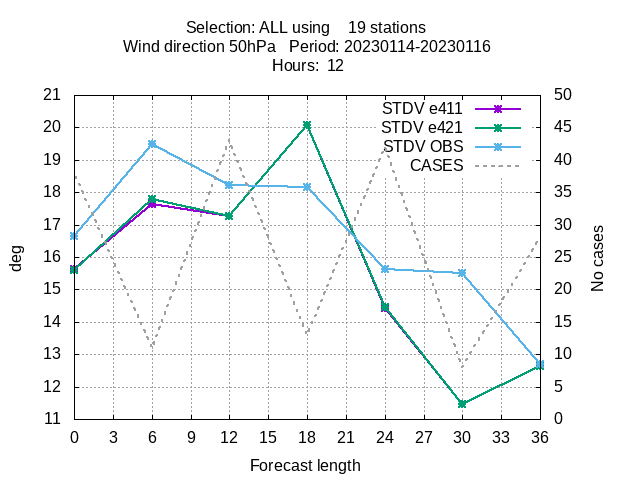 Selection: ALL using 19 stations
Wind direction 50hPa Period: 20230114-20230116
Hours: 12
STDV e411
STDV e421
STDV OBS
CASES
21
20
19
18
17
16
15
14
13
12
11
deg
50
45
40
35
30
25
20
15
10
5
0
No cases
0 3 6 9 12 15 18 21 24 27 30 33 36
Forecast length